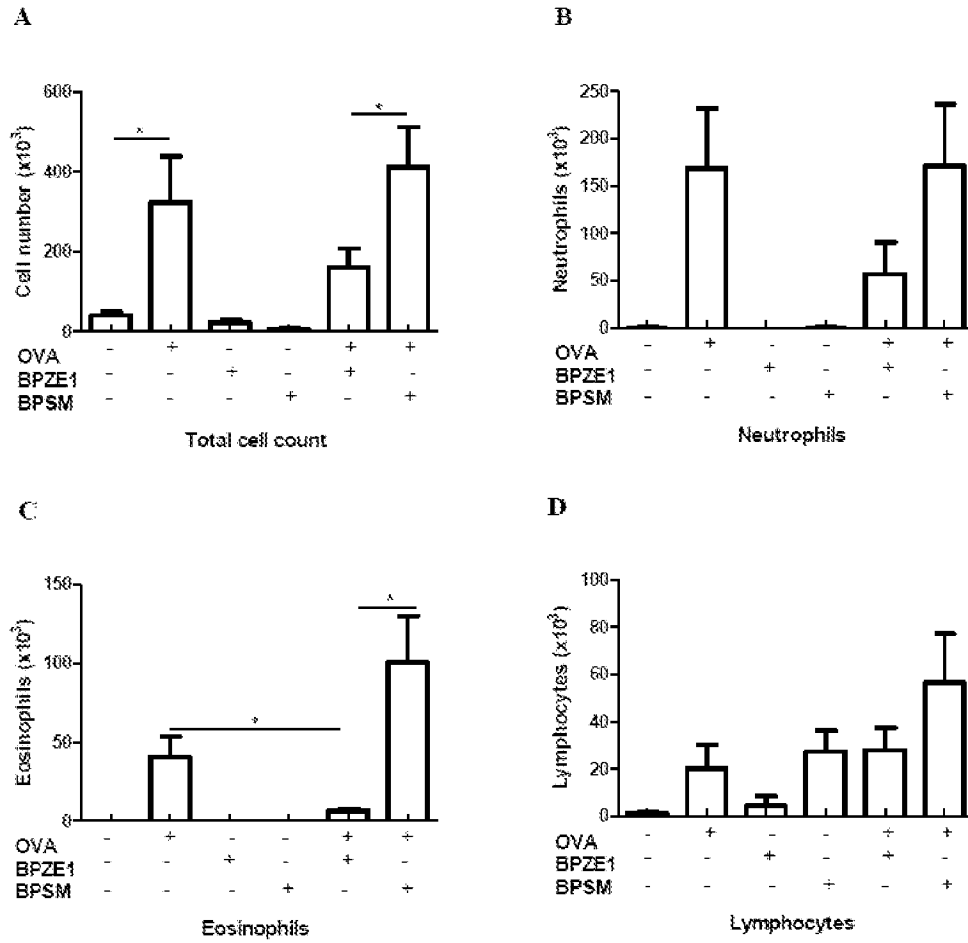 A
600
400
200
0
Cell number (x10³)
* *
OVA - + - - + +
BPZE1 - - + - + -
BPSM - - - + - +
Total cell count
B
250
200
150
100
50
0
Neutrophils (x10³)
OVA - + - - + +
BPZE1 - - + - + -
BPSM - - - + - +
Neutrophils
C
150
100
50
0
Eosinophils (x10³)
* *
OVA - + - - + +
BPZE1 - - + - + -
BPSM - - - + - +
Eosinophils
D
100
80
60
40
20
0
Lymphocytes (x10³)
OVA - + - - + +
BPZE1 - - + - + -
BPSM - - - + - +
Lymphocytes